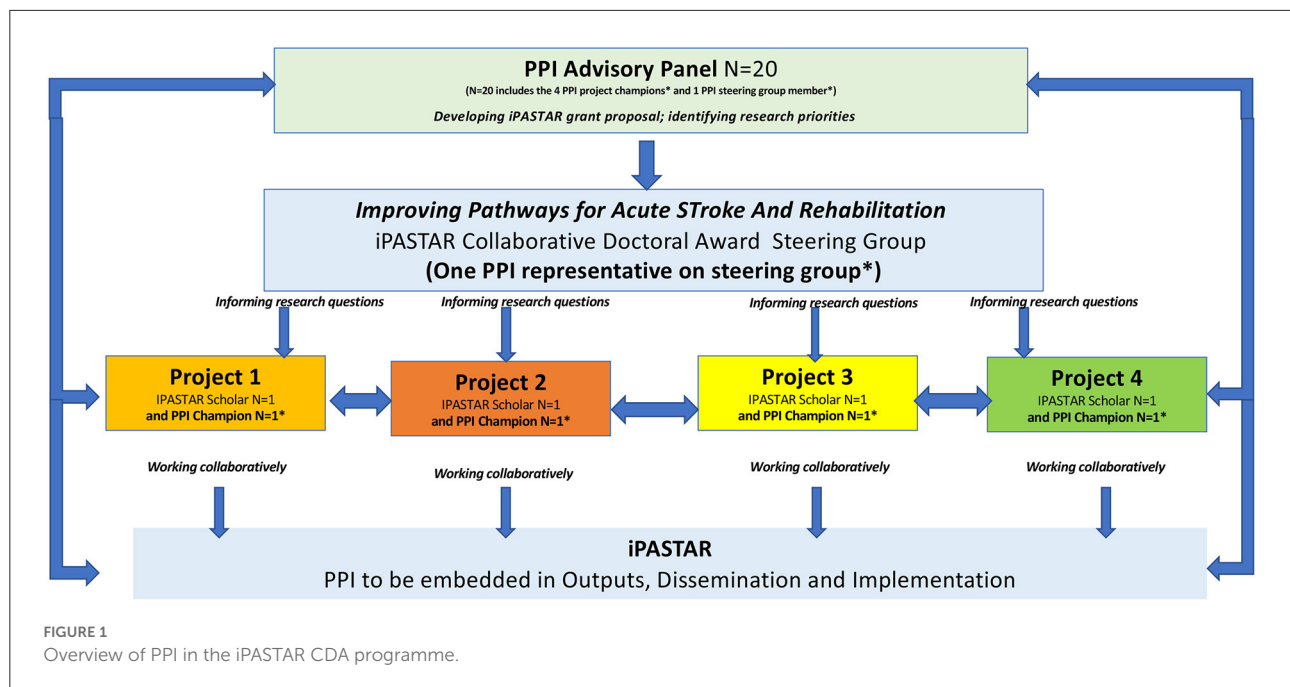 PPI Advisory Panel N=20
(N=20 includes the 4 PPI project champions* and 1 PPI steering group member*)
Developing iPASTAR grant proposal; identifying research priorities
Improving Pathways for Acute STroke And Rehabilitation
iPASTAR Collaborative Doctoral Award Steering Group
(One PPI representative on steering group*)
Informing research questions
Informing research questions
Informing research questions
Informing research questions
Project 1
IPASTAR Scholar N=1
and PPI Champion N=1*
Project 2
IPASTAR Scholar N=1
and PPI Champion N=1*
Project 3
IPASTAR Scholar N=1
and PPI Champion N=1*
Project 4
IPASTAR Scholar N=1
and PPI Champion N=1*
Working collaboratively
Working collaboratively
Working collaboratively
Working collaboratively
iPASTAR
PPI to be embedded in Outputs, Dissemination and Implementation
FIGURE 1
Overview of PPI in the iPASTAR CDA programme.